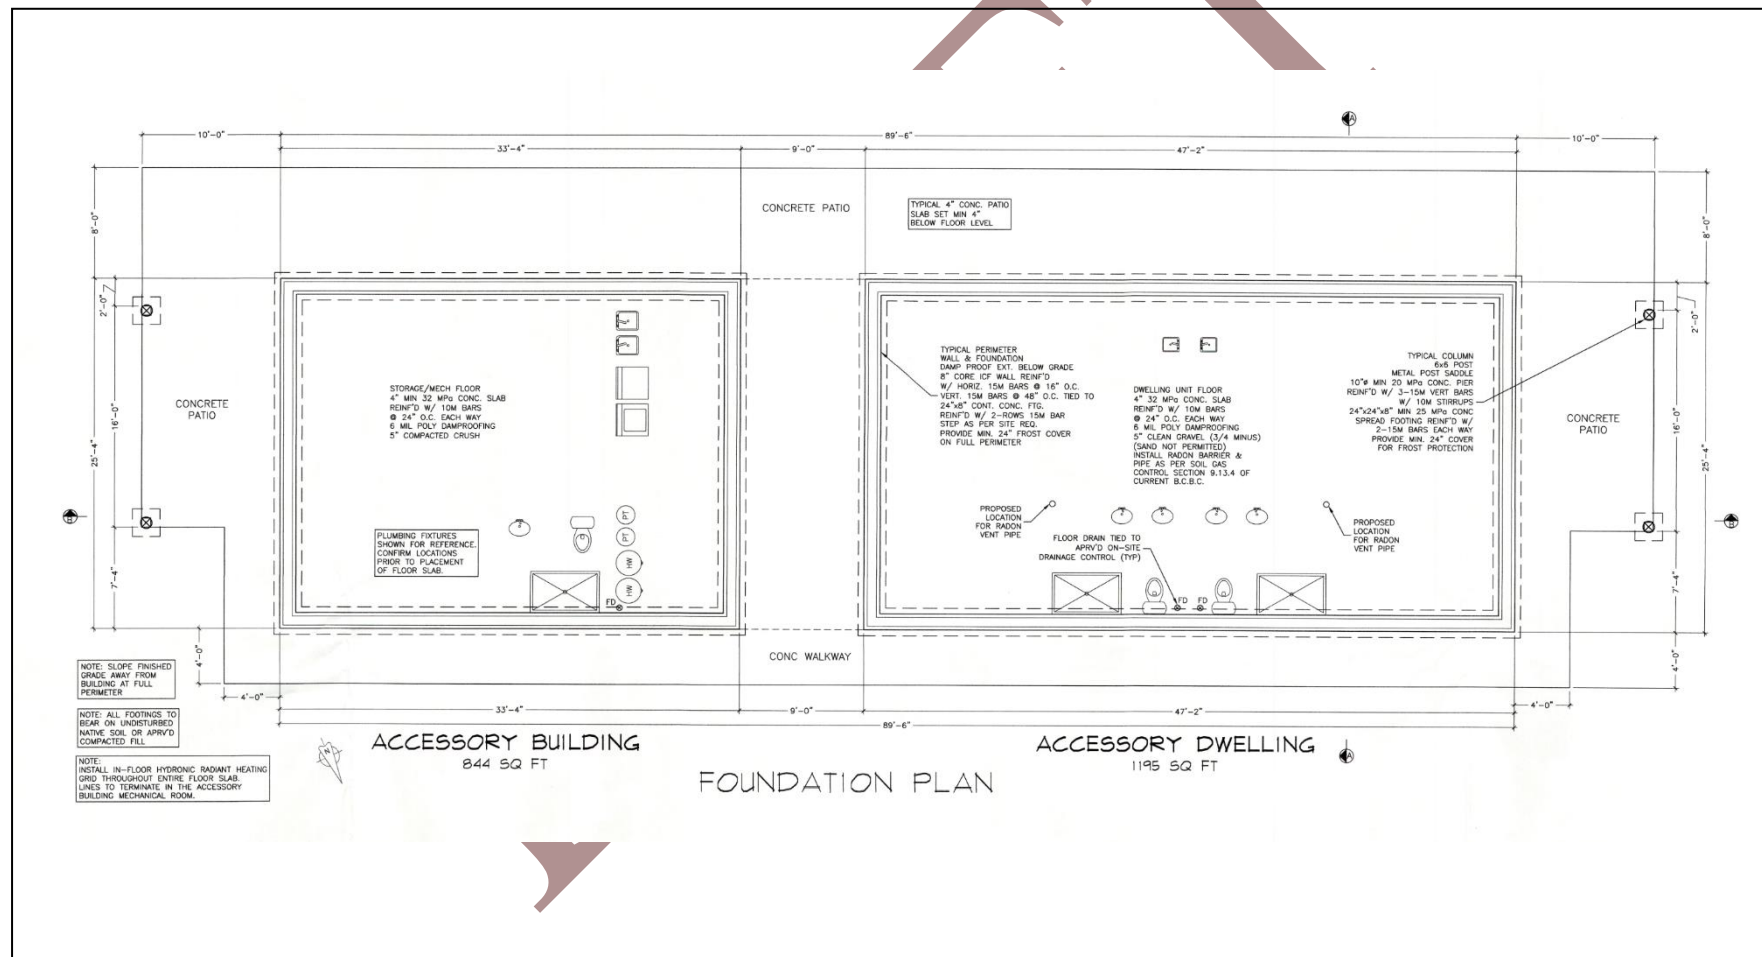 10'-0"
89'-6"
10'-0"
33'-4"
9'-0"
47'-2"
A
8'-0"
8'-0"
CONCRETE PATIO
TYPICAL 4" CONC. PATIO
SLAB SET MIN 4"
BELOW FLOOR LEVEL
2'-0"
16'-0"
25'-4"
7'-4"
CONCRETE
PATIO
STORAGE/MECH FLOOR
4" MIN 32 MPa CONC. SLAB
REINF'D W/ 10M BARS
@ 24" O.C. EACH WAY
6 MIL POLY DAMPROOFING
5" COMPACTED CRUSH
PLUMBING FIXTURES
SHOWN FOR REFERENCE.
CONFIRM LOCATIONS
PRIOR TO PLACEMENT
OF FLOOR SLAB.
PT
PT
HW
HW
FD
TYPICAL PERIMETER
WALL & FOUNDATION
DAMP PROOF EXT. BELOW GRADE
8" CORE ICF WALL REINF'D
W/ HORIZ. 15M BARS @ 16" O.C.
VERT. 15M BARS @ 48" O.C. TIED TO
24"x8" CONT. CONC. FTG.
REINF'D W/ 2-ROWS 15M BAR
STEP AS PER SITE REQ.
PROVIDE MIN. 24" FROST COVER
ON FULL PERIMETER
DWELLING UNIT FLOOR
4" 32 MPa CONC. SLAB
REINF'D W/ 10M BARS
@ 24" O.C. EACH WAY
6 MIL POLY DAMPROOFING
5" CLEAN GRAVEL (3/4 MINUS)
(SAND NOT PERMITTED)
INSTALL RADON BARRIER &
PIPE AS PER SOIL GAS
CONTROL SECTION 9.13.4 OF
CURRENT B.C.B.C.
TYPICAL COLUMN
6x6 POST
METAL POST SADDLE
10"ø MIN 20 MPa CONC. PIER
REINF'D W/ 3-15M VERT BARS
W/ 10M STIRRUPS
24"x24"x8" MIN 25 MPa CONC
SPREAD FOOTING REINF'D W/
2-15M BARS EACH WAY
PROVIDE MIN. 24" COVER
FOR FROST PROTECTION
PROPOSED
LOCATION
FOR RADON
VENT PIPE
FLOOR DRAIN TIED TO
APRV'D ON-SITE
DRAINAGE CONTROL (TYP)
PROPOSED
LOCATION
FOR RADON
VENT PIPE
FD
FD
CONCRETE
PATIO
2'-0"
16'-0"
25'-4"
7'-4"
B
B
4'-0"
CONC WALKWAY
4'-0"
4'-0"
4'-0"
33'-4"
9'-0"
47'-2"
89'-6"
NOTE: SLOPE FINISHED
GRADE AWAY FROM
BUILDING AT FULL
PERIMETER
NOTE: ALL FOOTINGS TO
BEAR ON UNDISTURBED
NATIVE SOIL OR APRV'D
COMPACTED FILL
NOTE:
INSTALL IN-FLOOR HYDRONIC RADIANT HEATING
GRID THROUGHOUT ENTIRE FLOOR SLAB.
LINES TO TERMINATE IN THE ACCESSORY
BUILDING MECHANICAL ROOM.
N
ACCESSORY BUILDING
844 SQ FT
ACCESSORY DWELLING
1195 SQ FT
A
FOUNDATION PLAN